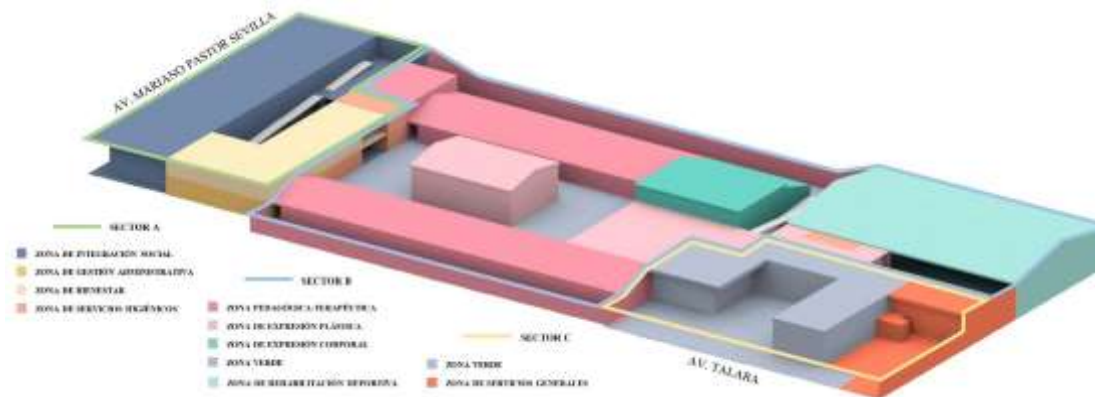 AV. MARIANO PASTOR SEVILLA
SECTOR A
ZONA DE INTEGRACIÓN SOCIAL
ZONA DE GESTIÓN ADMINISTRATIVA
ZONA DE BIENESTAR
ZONA DE SERVICIOS HIGIÉNICOS
SECTOR B
ZONA PEDAGÓGICA-TERAPÉUTICA
ZONA DE EXPRESIÓN PLÁSTICA
ZONA DE EXPRESIÓN CORPORAL
ZONA VERDE
ZONA DE REHABILITACIÓN DEPORTIVA
SECTOR C
ZONA VERDE
ZONA DE SERVICIOS GENERALES
AV. TALARA